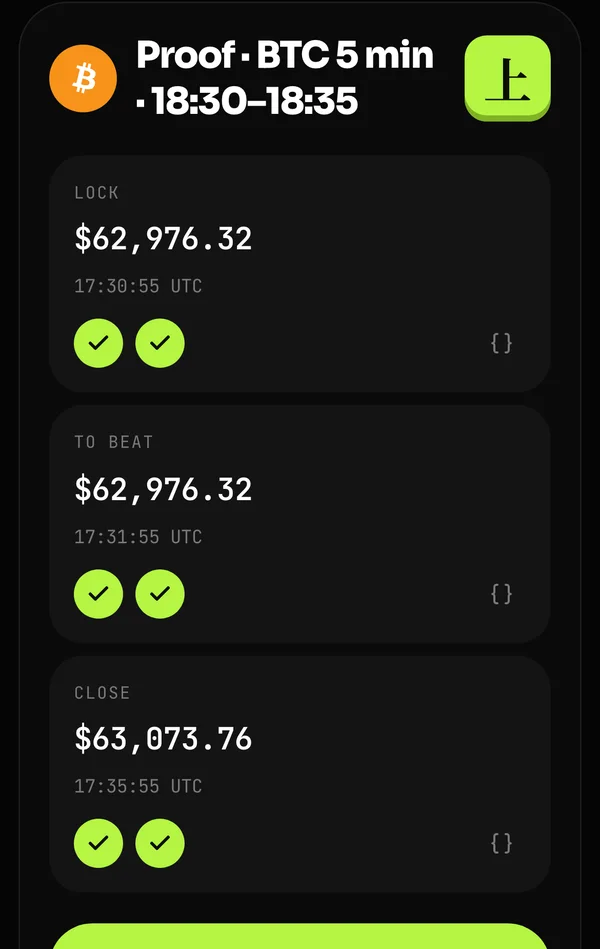 Proof · BTC 5 min
· 18:30–18:35
上
LOCK
$62,976.32
17:30:55 UTC
{}
TO BEAT
$62,976.32
17:31:55 UTC
{}
CLOSE
$63,073.76
17:35:55 UTC
{}